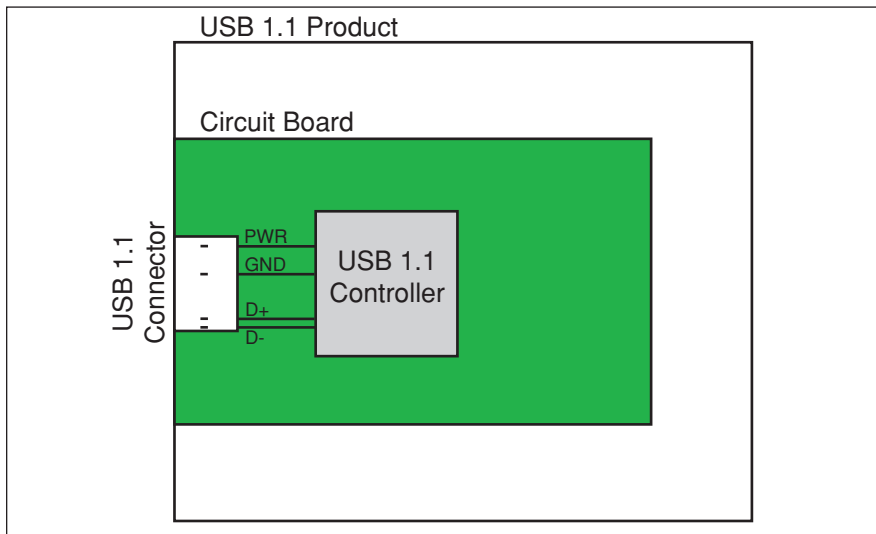 USB 1.1 Product
Circuit Board
USB 1.1
Connector
PWR
GND
D+
D-
USB 1.1
Controller